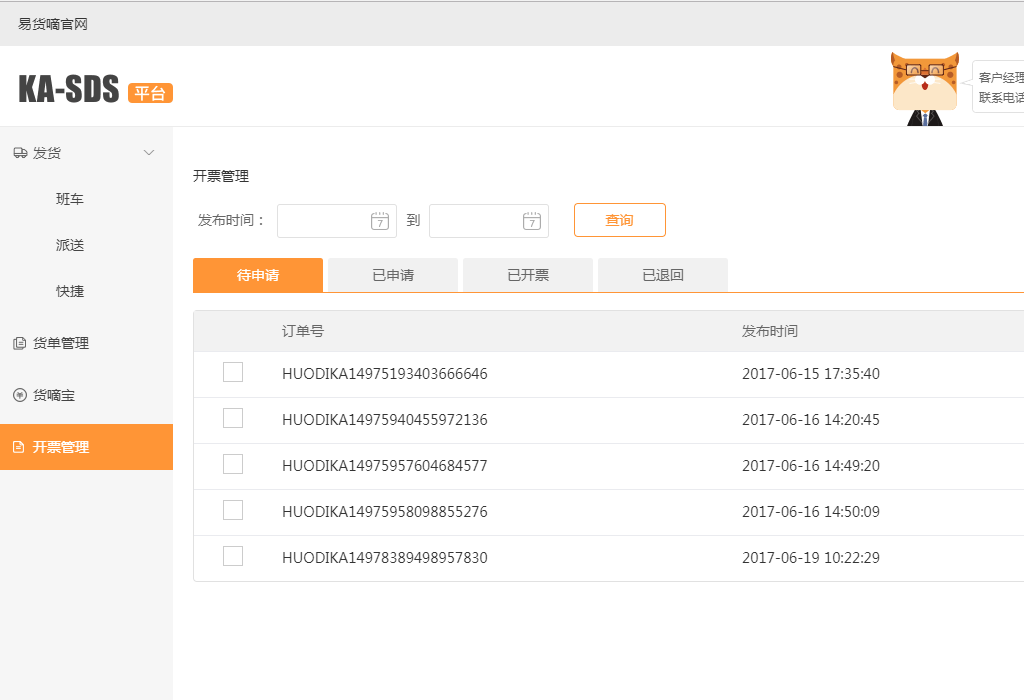 易货嘀官网
KA-SDS 平台
客户经理
联系电话
发货
班车
派送
快捷
货单管理
货嘀宝
开票管理
开票管理
发布时间： 7 到 7 查询
待申请 已申请 已开票 已退回
订单号 发布时间
HUODIKA14975193403666646 2017-06-15 17:35:40
HUODIKA14975940455972136 2017-06-16 14:20:45
HUODIKA14975957604684577 2017-06-16 14:49:20
HUODIKA14975958098855276 2017-06-16 14:50:09
HUODIKA14978389498957830 2017-06-19 10:22:29